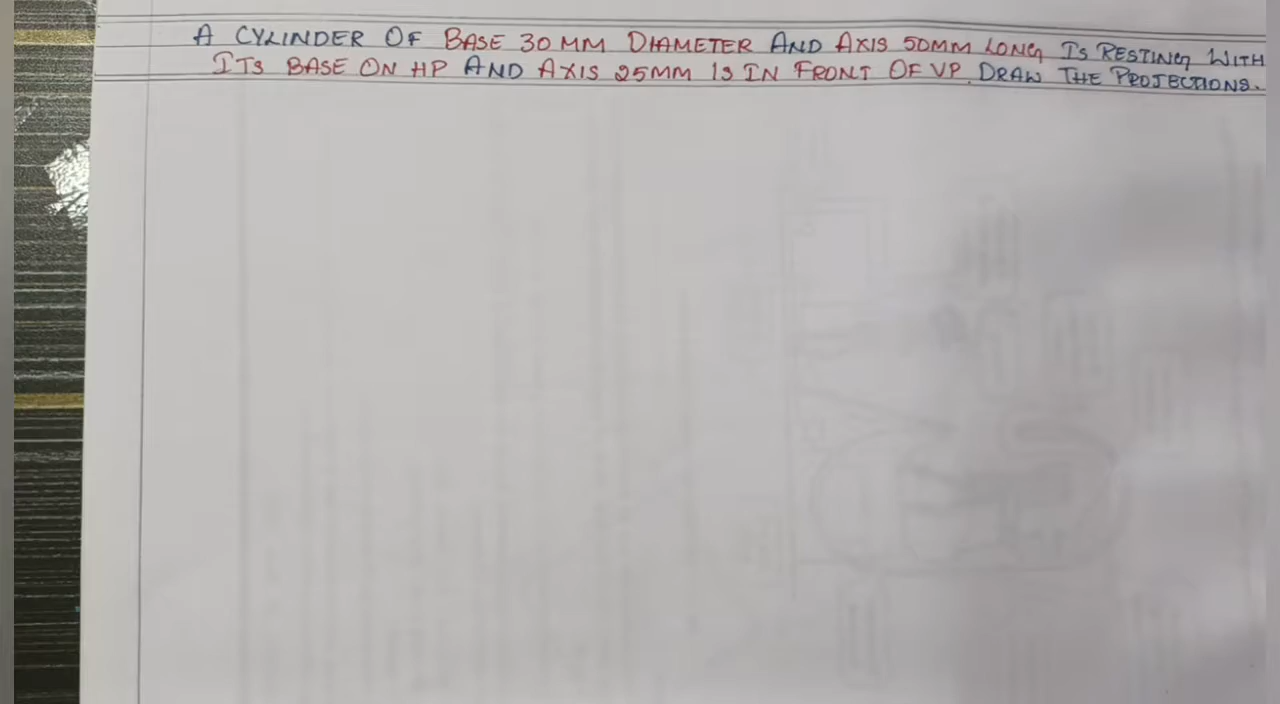 A CYLINDER OF BASE 30 MM DIAMETER AND AXIS 50MM LONG IS RESTING WITH
ITS BASE ON HP AND AXIS 25MM IS IN FRONT OF VP. DRAW THE PROJECTIONS.